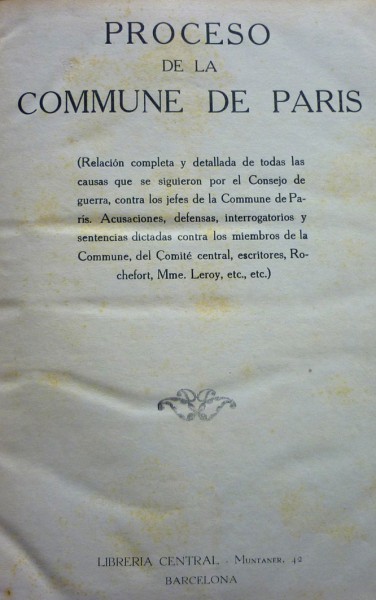 PROCESO
DE LA
COMMUNE DE PARIS
(Relación completa y detallada de todas las
causas que se siguieron por el Consejo de
guerra, contra los jefes de la Commune de Pa-
ris. Acusaciones, defensas, interrogatorios y
sentencias dictadas contra los miembros de la
Commune, del Comité central, escritores, Ro-
chefort, Mme. Leroy, etc., etc.)
LIBRERIA CENTRAL - MUNTANER, 42
BARCELONA